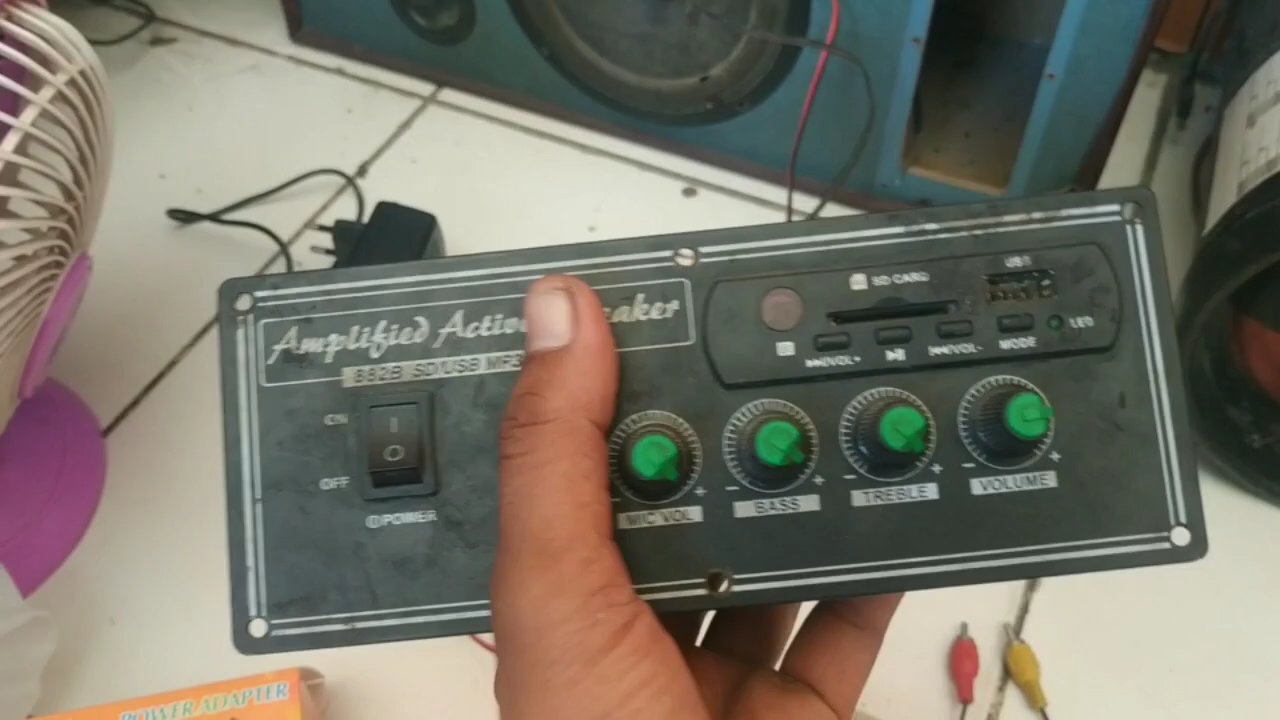 Amplified Active Speaker
882B SD/USB MP3
ON
OFF
POWER
SD CARD
USB
VOL+
VOL-
MODE
LED
MIC VOL
BASS
TREBLE
VOLUME
POWER ADAPTER